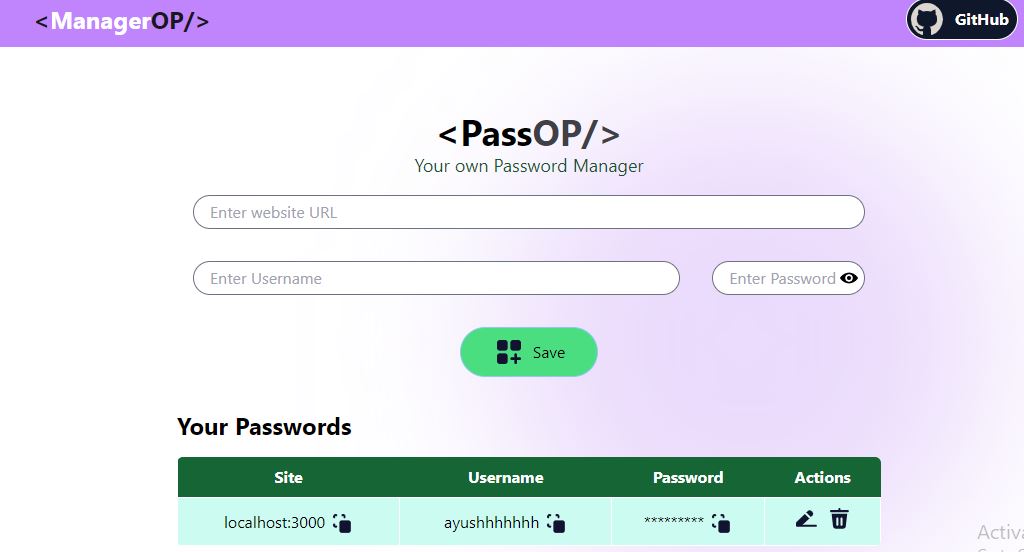 <ManagerOP/>
GitHub
<PassOP/>
Your own Password Manager
Enter website URL
Enter Username
Enter Password
Save
Your Passwords
Site Username Password Actions
localhost:3000 ayushhhhhhh *********